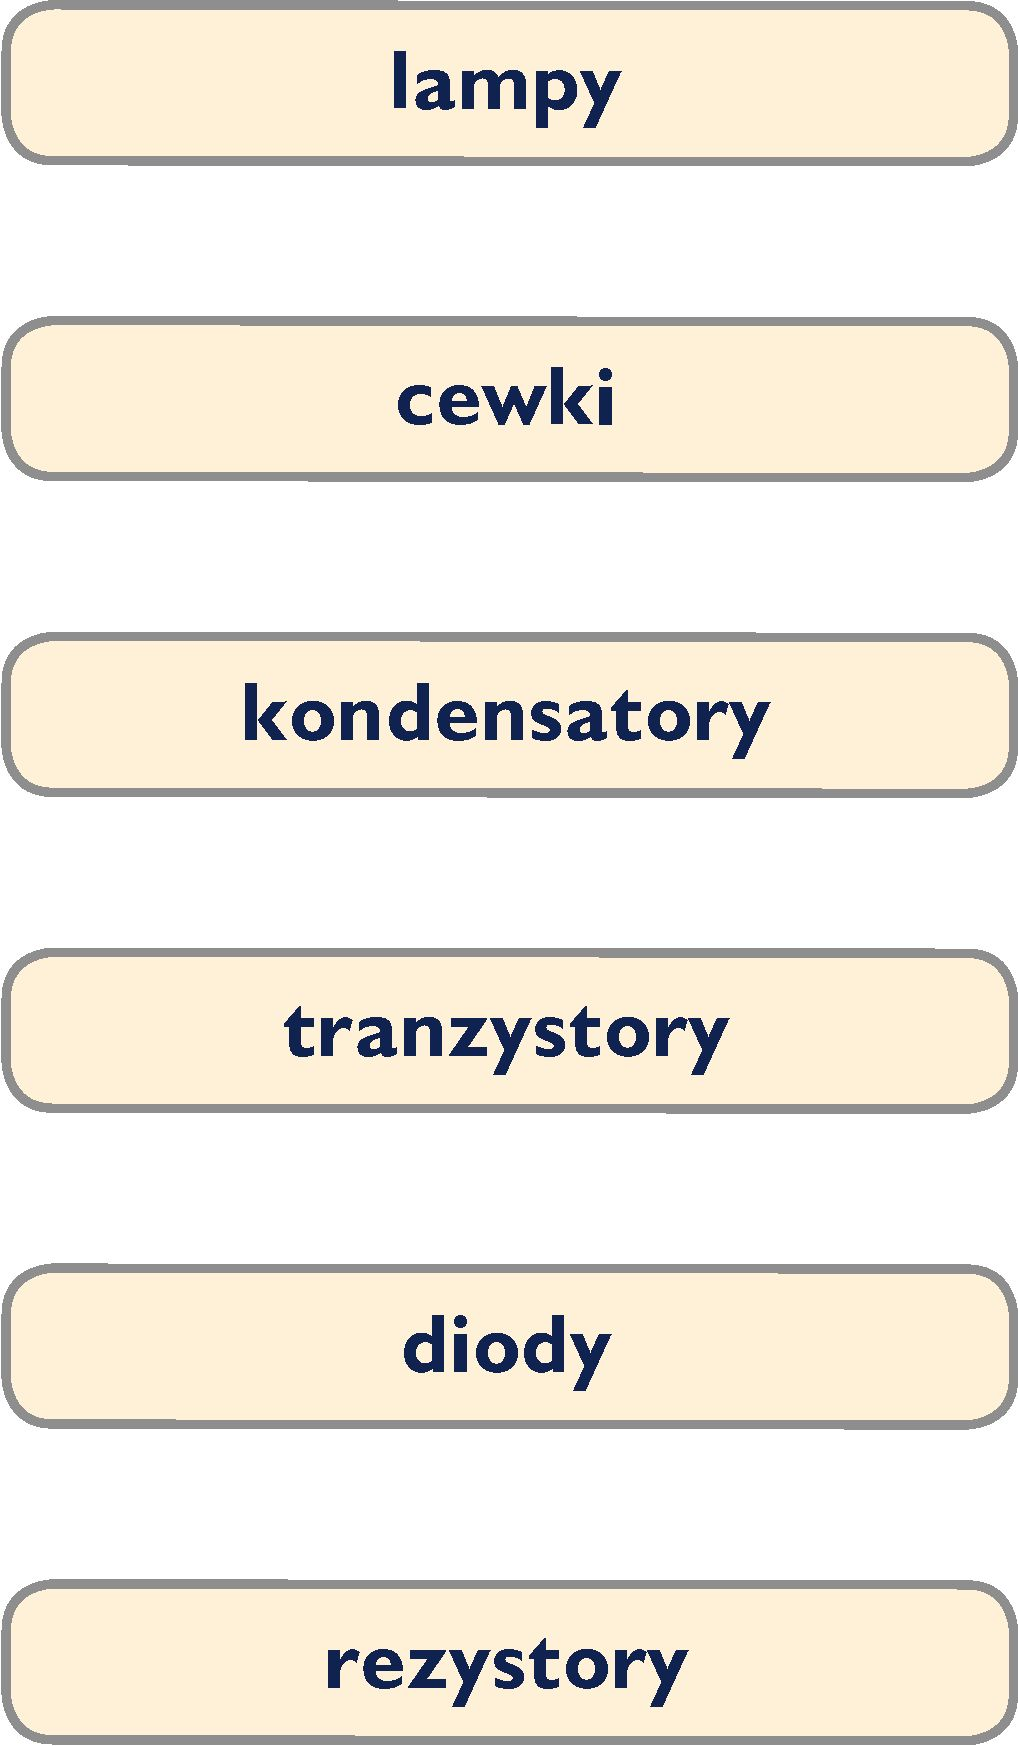 lampy
cewki
kondensatory
tranzystory
diody
rezystory